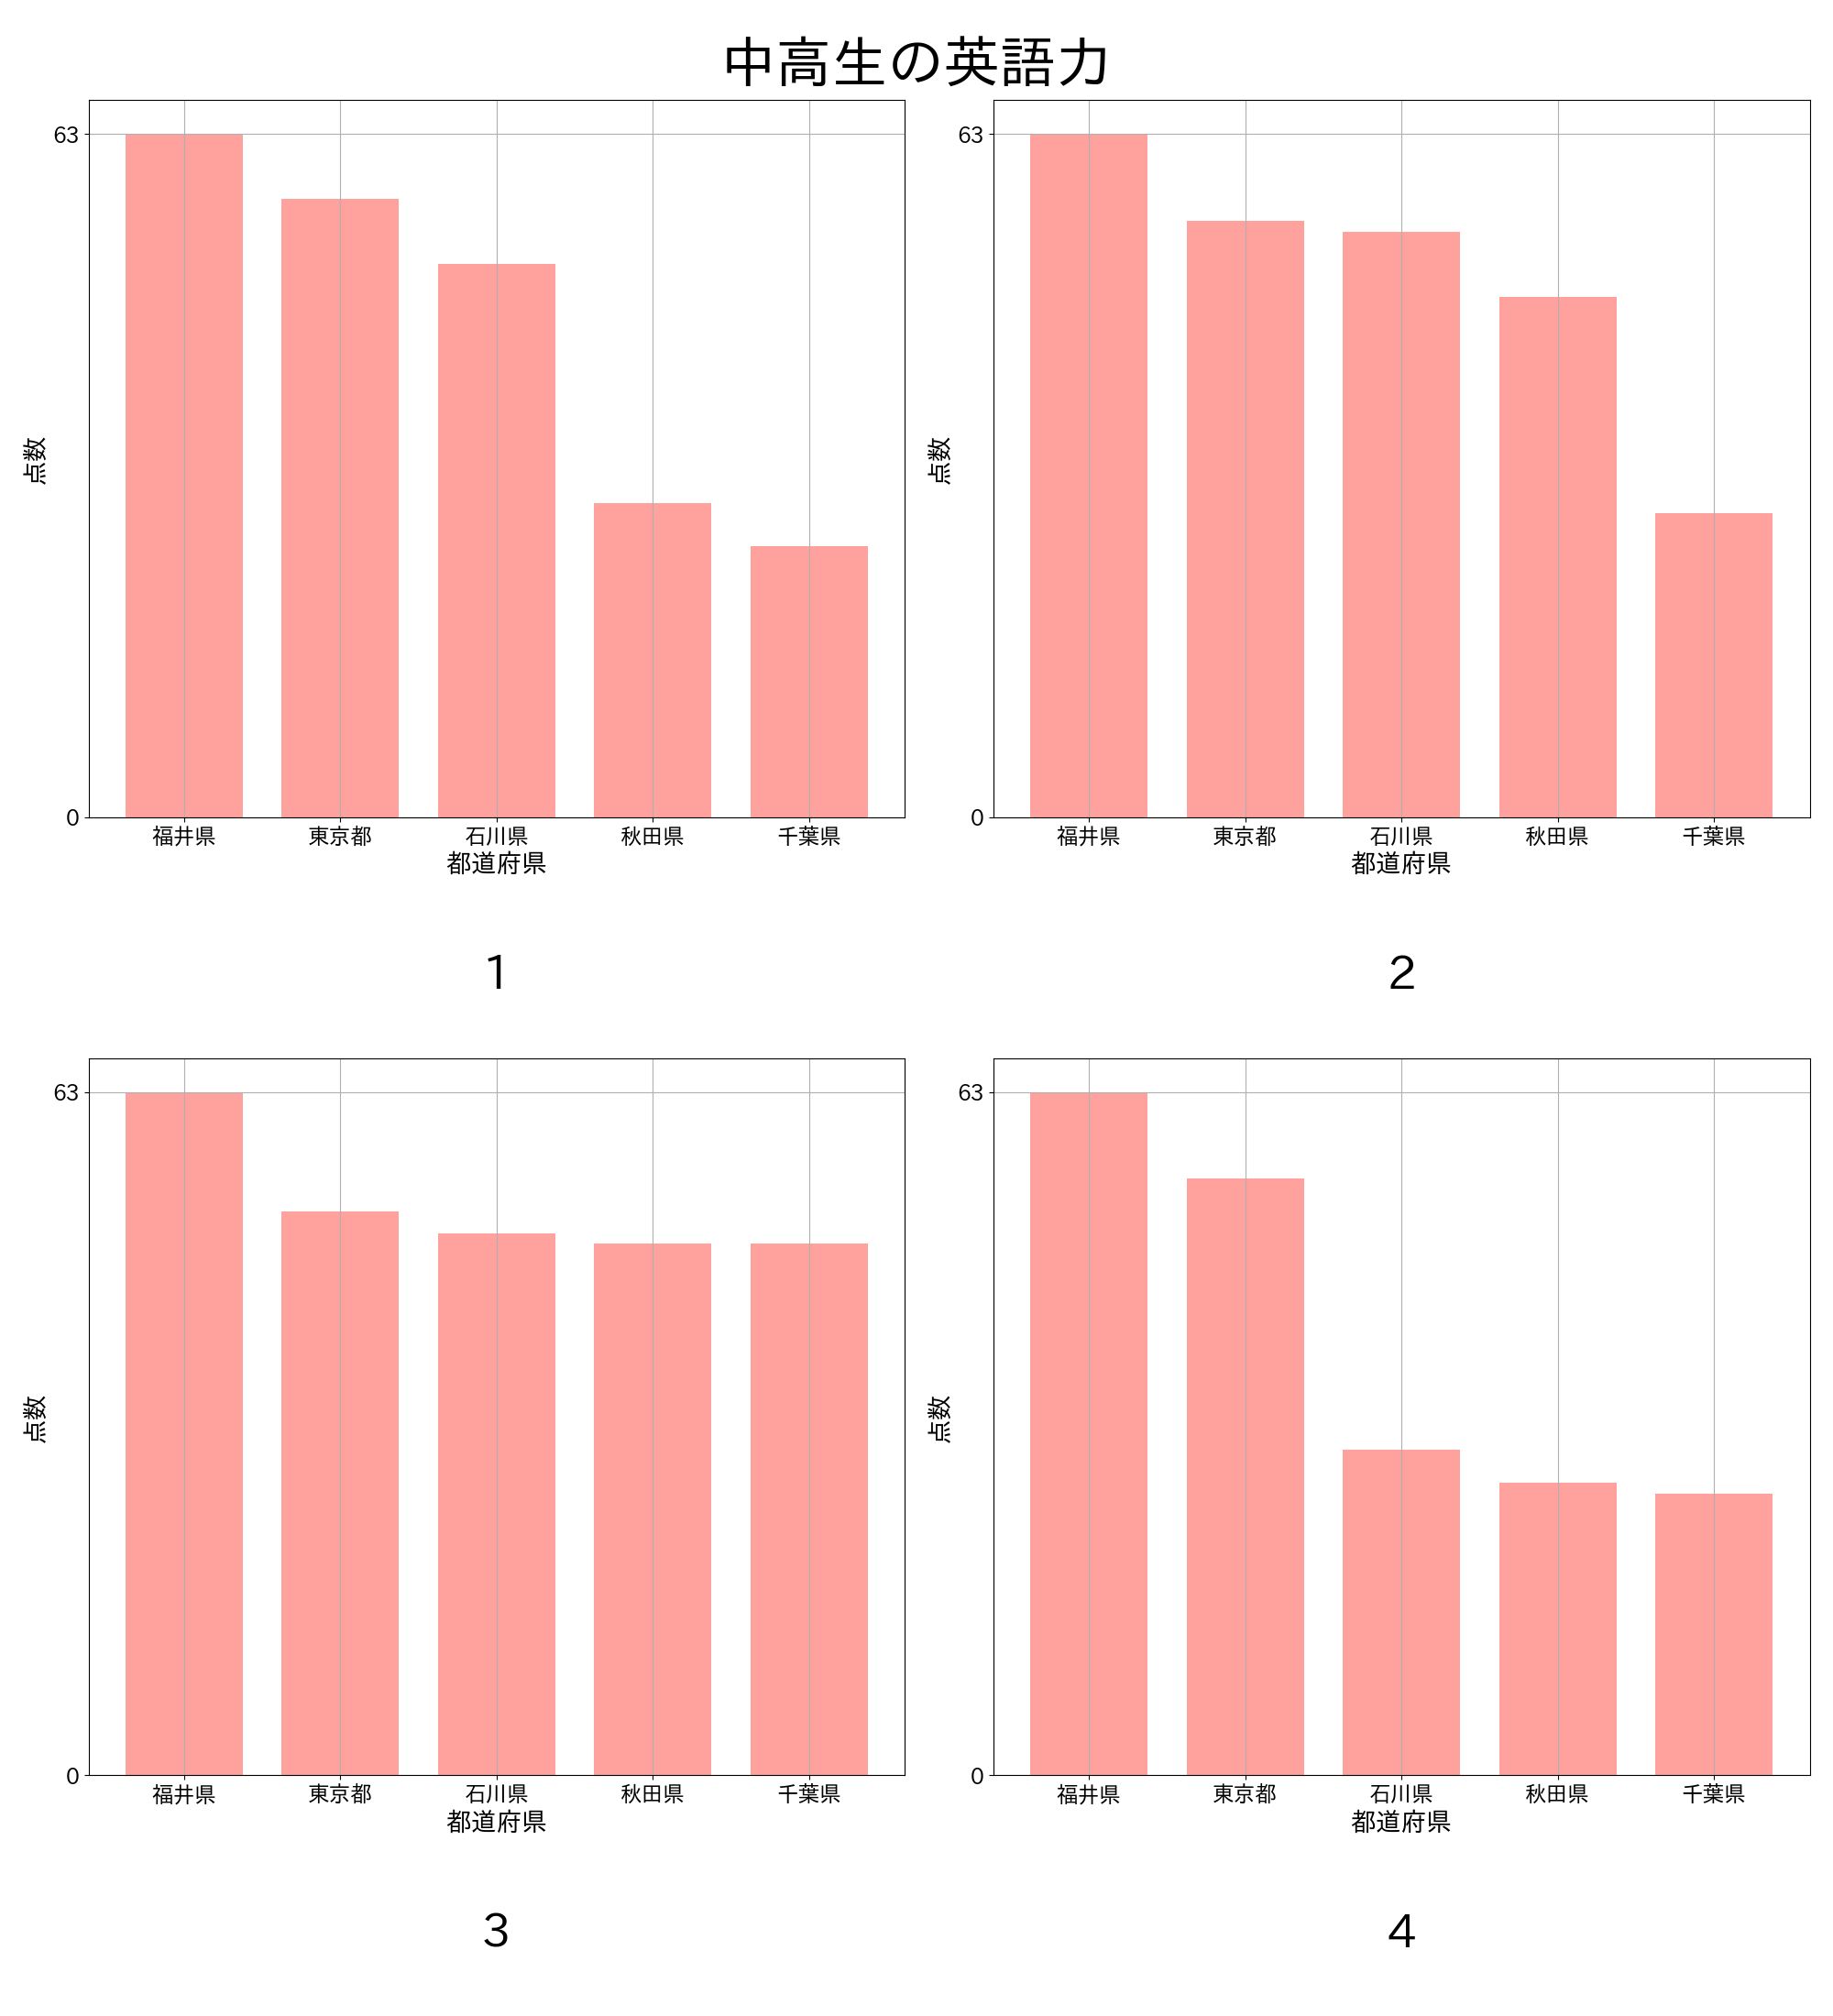 中高生の英語力
63
0
点数
福井県 東京都 石川県 秋田県 千葉県
都道府県
1
63
0
点数
福井県 東京都 石川県 秋田県 千葉県
都道府県
2
63
0
点数
福井県 東京都 石川県 秋田県 千葉県
都道府県
3
63
0
点数
福井県 東京都 石川県 秋田県 千葉県
都道府県
4